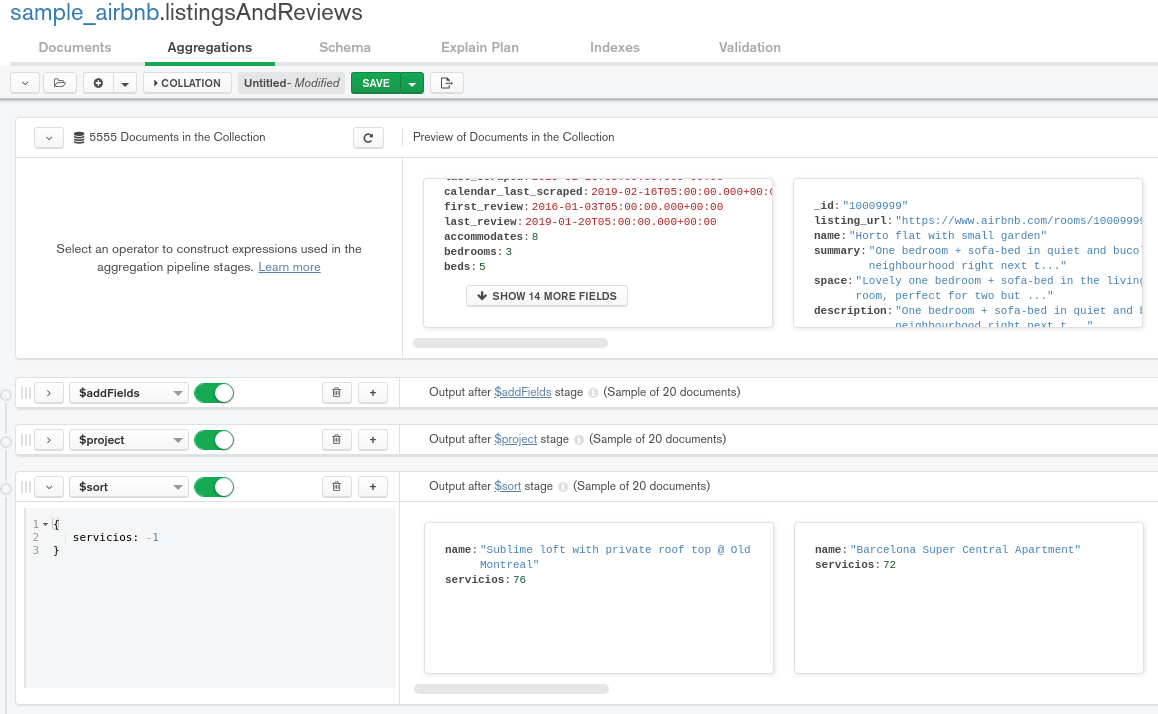 sample_airbnb.listingsAndReviews
Documents Aggregations Schema Explain Plan Indexes Validation
COLLATION Untitled- Modified SAVE
5555 Documents in the Collection
Preview of Documents in the Collection
Select an operator to construct expressions used in the
aggregation pipeline stages. Learn more
calendar_last_scraped: 2019-02-16T05:00:00.000+00:
first_review: 2016-01-03T05:00:00.000+00:00
last_review: 2019-01-20T05:00:00.000+00:00
accommodates: 8
bedrooms: 3
beds: 5
SHOW 14 MORE FIELDS
_id: "10009999"
listing_url: "https://www.airbnb.com/rooms/10009999
name: "Horto flat with small garden"
summary: "One bedroom + sofa-bed in quiet and buco
neighbourhood right next t..."
space: "Lovely one bedroom + sofa-bed in the living
room, perfect for two but ..."
description: "One bedroom + sofa-bed in quiet and b
neighbourhood right next t..."
$addFields
Output after $addFields stage (Sample of 20 documents)
$project
Output after $project stage (Sample of 20 documents)
$sort
Output after $sort stage (Sample of 20 documents)
1 {
2 servicios: -1
3 }
name: "Sublime loft with private roof top @ Old
Montreal"
servicios: 76
name: "Barcelona Super Central Apartment"
servicios: 72